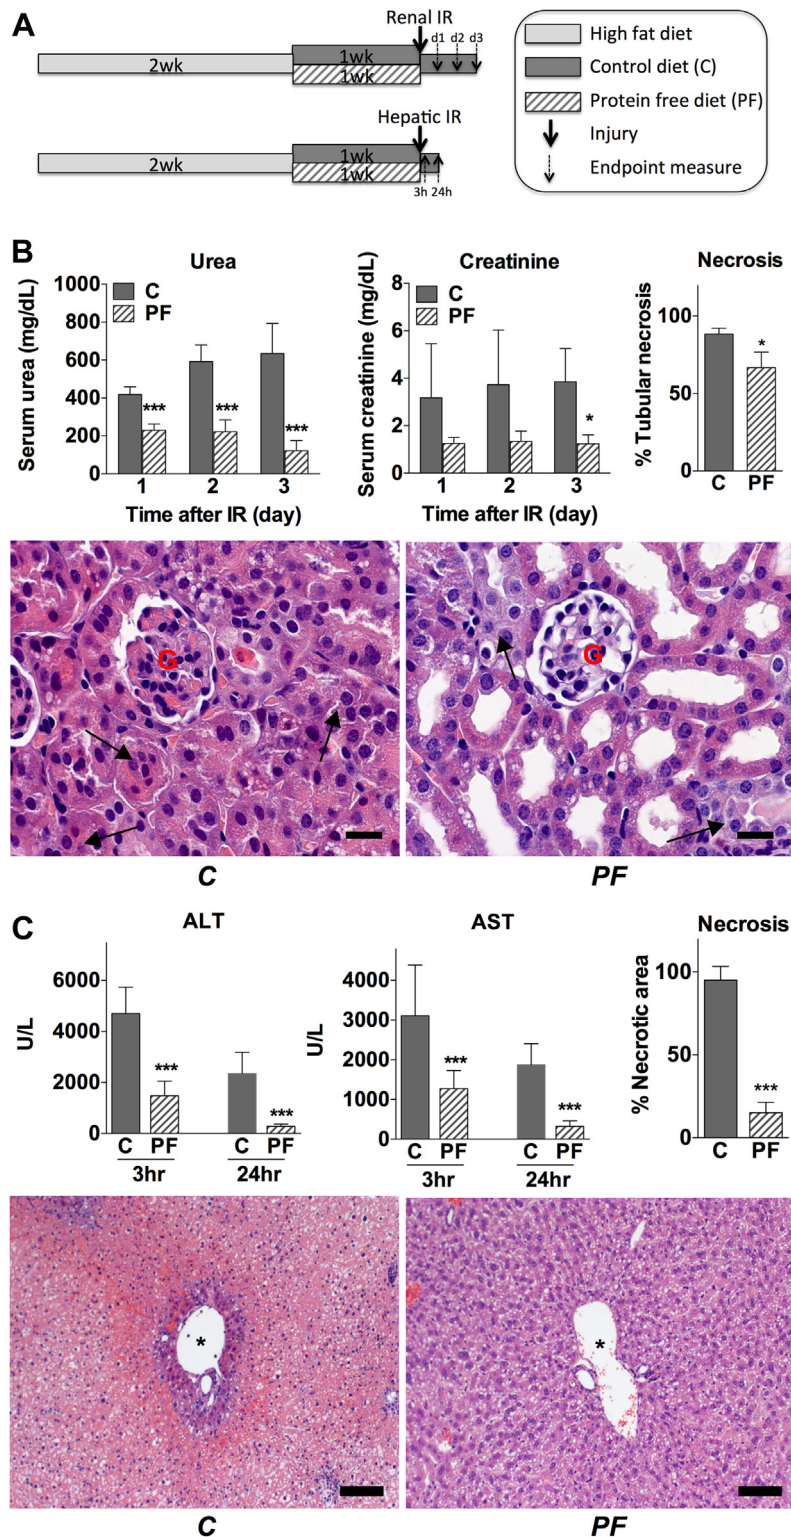 A
Renal IR
d1 d2 d3
2wk
1wk
1wk
Hepatic IR
2wk
1wk
1wk
3h 24h
High fat diet
Control diet (C)
Protein free diet (PF)
Injury
Endpoint measure
B
Urea
Serum urea (mg/dL)
1000
800
600
400
200
0
C
PF
***
***
***
1 2 3
Time after IR (day)
Creatinine
Serum creatinine (mg/dL)
8
6
4
2
0
C
PF
*
1 2 3
Time after IR (day)
Necrosis
% Tubular necrosis
100
50
0
*
C PF
G
G
C
PF
C
ALT
U/L
6000
4000
2000
0
***
***
C PF C PF
3hr 24hr
AST
U/L
4000
3000
2000
1000
0
***
***
C PF C PF
3hr 24hr
Necrosis
% Necrotic area
100
50
0
***
C PF
*
*
C
PF